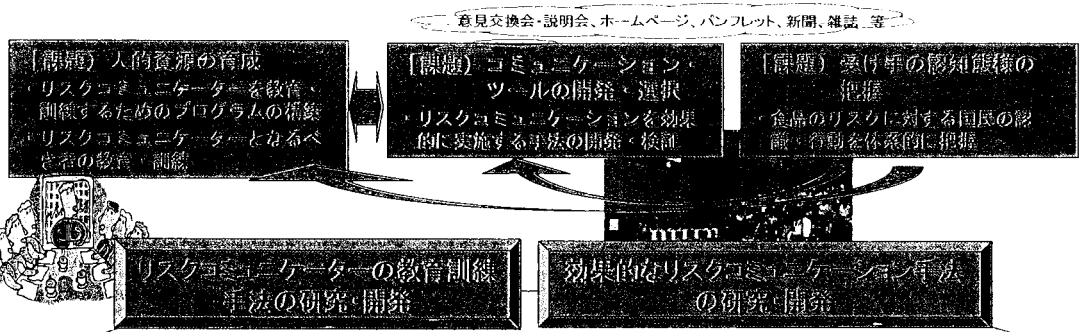 意見交換会・説明会、ホームページ、パンフレット、新聞、雑誌 等
[課題] 人的資源の育成
・リスクコミュニケーターを教育・
訓練するためのプログラムの構築
・リスクコミュニケーターとなるべ
き者の教育・訓練
[課題] コミュニケーション・
ツールの開発・選択
・リスクコミュニケーションを効果
的に実施する手法の開発・検証
[課題] 受け手の認知態様の
把握
・食品のリスクに対する国民の認
識・行動を体系的に把握
リスクコミュニケーターの教育訓練
手法の研究・開発
効果的なリスクコミュニケーション手法
の研究・開発